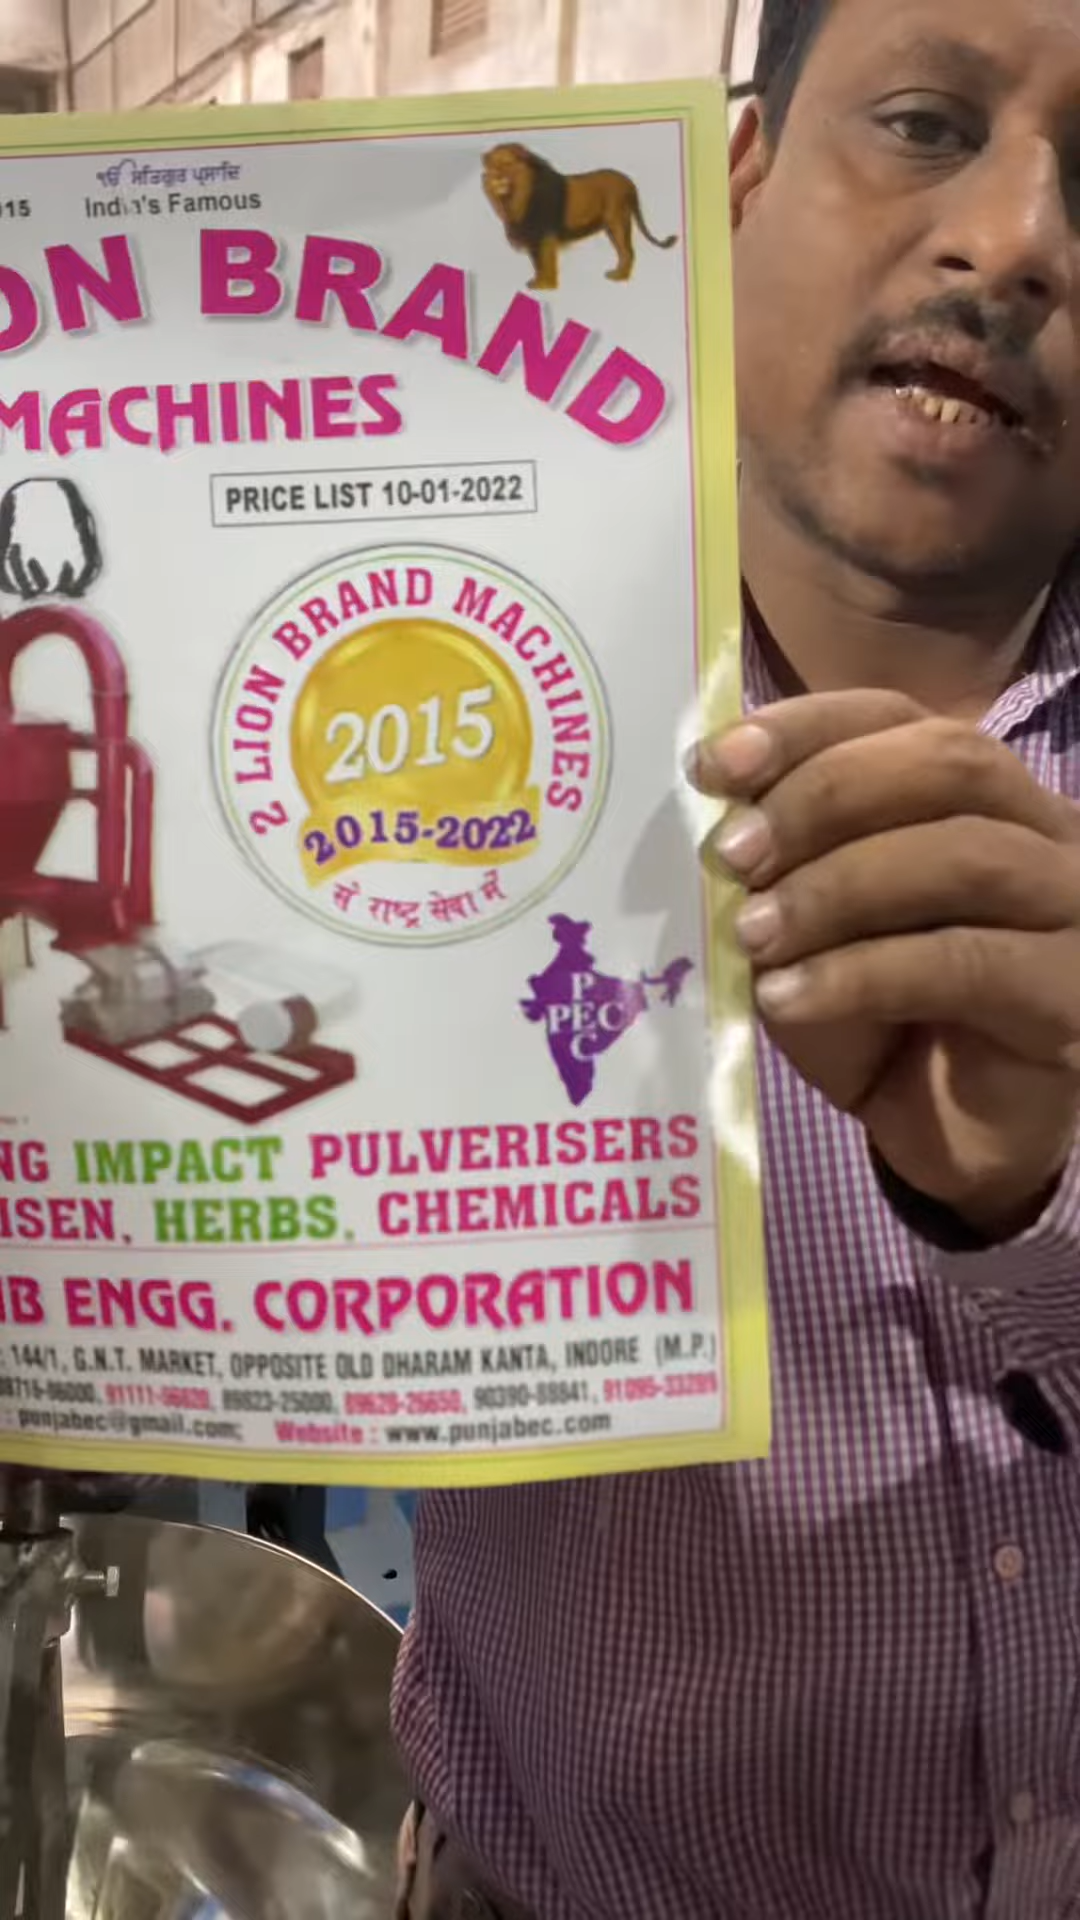 015
ੴ ਸਤਿਗੁਰ ਪ੍ਰਸਾਦਿ
India's Famous
ON BRAND
MACHINES
PRICE LIST 10-01-2022
2 LION BRAND MACHINES
2015
2015-2022
से राष्ट्र सेवा में
P
PEC
C
NG IMPACT PULVERISERS
ISEN, HERBS, CHEMICALS
IB ENGG. CORPORATION
: 144/1, G.N.T. MARKET, OPPOSITE OLD DHARAM KANTA, INDORE (M.P.)
: punjabec@gmail.com; Website : www.punjabec.com